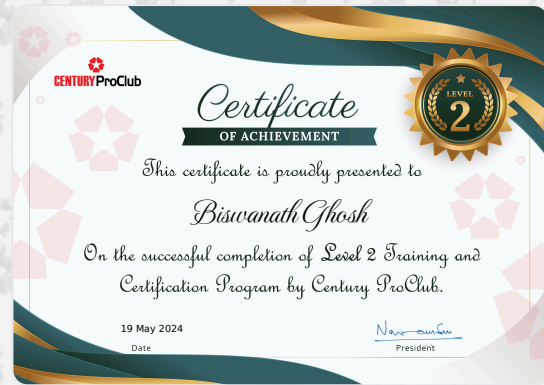 CENTURY ProClub
LEVEL
2
Certificate
OF ACHIEVEMENT
This certificate is proudly presented to
Biswanath Ghosh
On the successful completion of Level 2 Training and
Certification Program by Century ProClub.
19 May 2024
Date
President